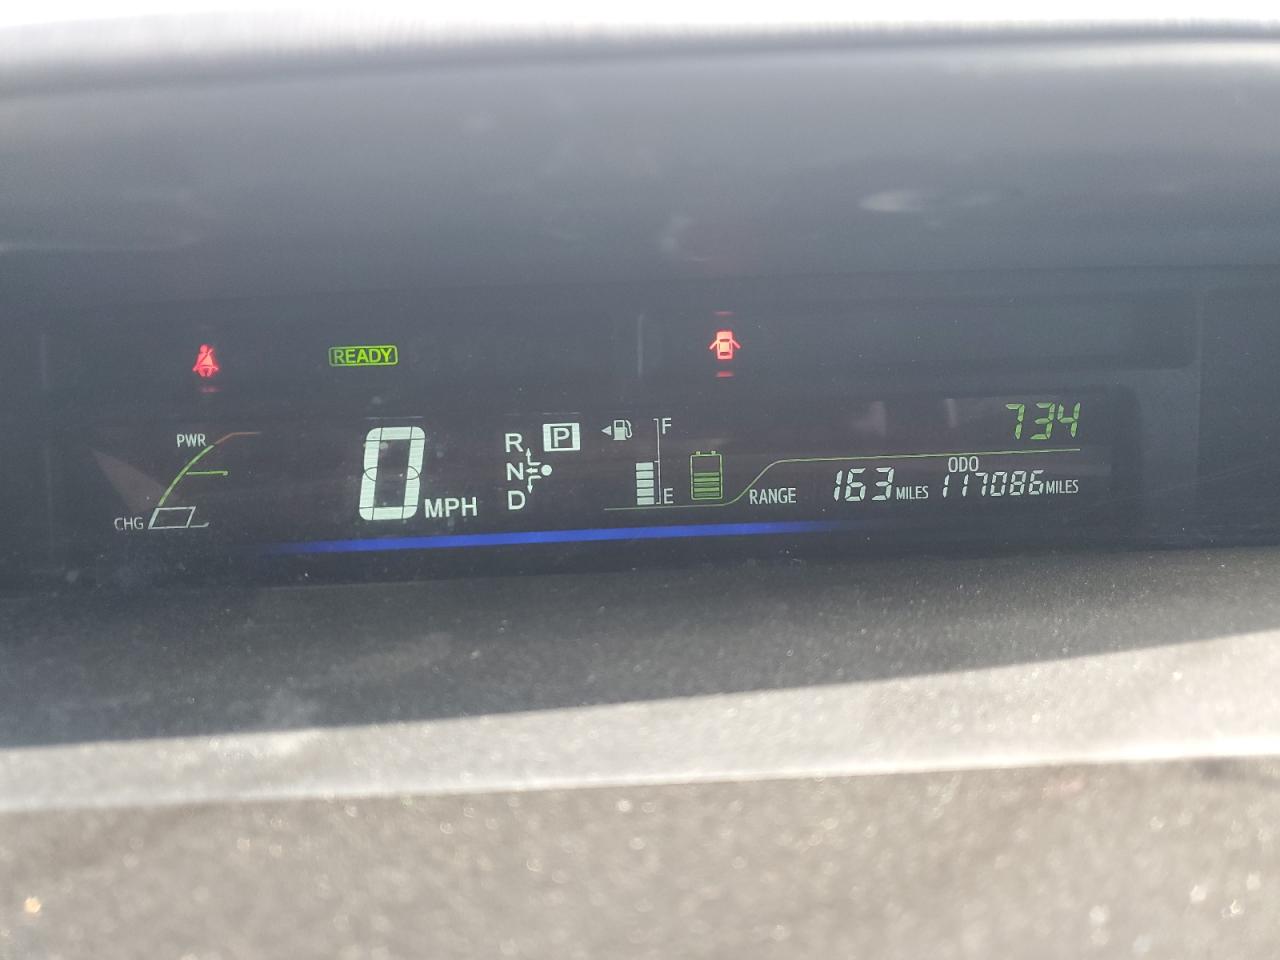 READY
734
PWR
CHG
0 MPH
R P
N
D
F
E
RANGE 163 MILES
ODO
117086 MILES